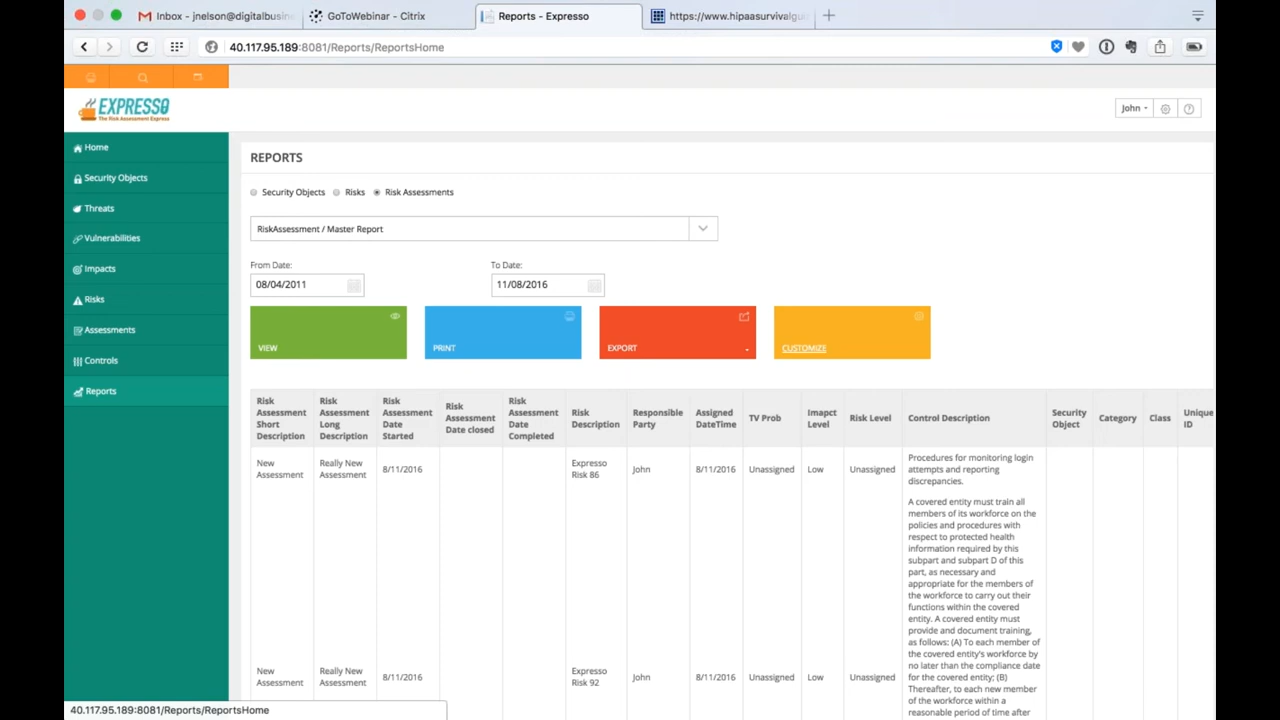 Inbox - jnelson@digitalbusine
GoToWebinar - Citrix
Reports - Expresso
https://www.hipaasurvivalgui
40.117.95.189:8081/Reports/ReportsHome
EXPRESSO
The Risk Assessment Express
John
Home
Security Objects
Threats
Vulnerabilities
Impacts
Risks
Assessments
Controls
Reports
REPORTS
Security Objects Risks Risk Assessments
RiskAssessment / Master Report
From Date: To Date:
08/04/2011 11/08/2016
VIEW PRINT EXPORT CUSTOMIZE
Risk Assessment Short Description
Risk Assessment Long Description
Risk Assessment Date Started
Risk Assessment Date closed
Risk Assessment Date Completed
Risk Description
Responsible Party
Assigned DateTime
TV Prob
Imapct Level
Risk Level
Control Description
Security Object
Category
Class
Unique ID
New Assessment
Really New Assessment
8/11/2016
Expresso Risk 86
John
8/11/2016
Unassigned
Low
Unassigned
Procedures for monitoring login
attempts and reporting
discrepancies.
A covered entity must train all
members of its workforce on the
policies and procedures with
respect to protected health
information required by this
subpart and subpart D of this
part, as necessary and
appropriate for the members of
the workforce to carry out their
functions within the covered
entity. A covered entity must
provide and document training,
as follows: (A) To each member of
the covered entity's workforce by
no later than the compliance date
for the covered entity; (B)
Thereafter, to each new member
of the workforce within a
reasonable period of time after
New Assessment
Really New Assessment
8/11/2016
Expresso Risk 92
John
8/11/2016
Unassigned
Low
Unassigned
40.117.95.189:8081/Reports/ReportsHome